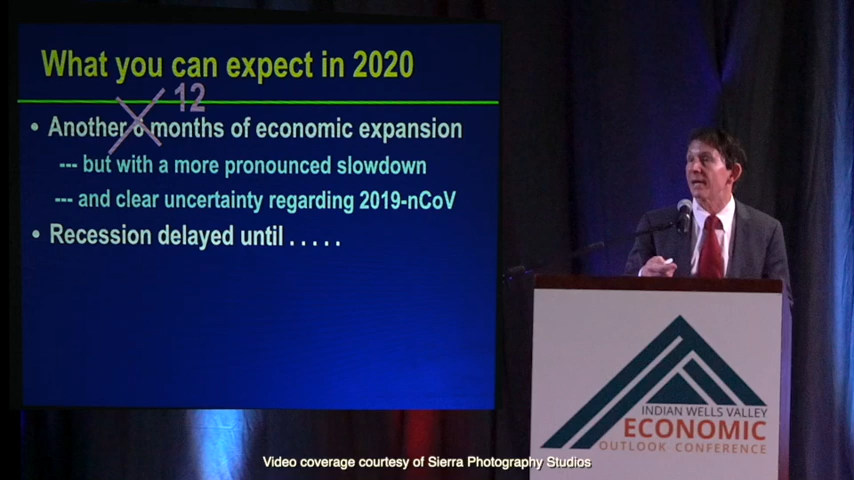 What you can expect in 2020
12
• Another 6 months of economic expansion
--- but with a more pronounced slowdown
--- and clear uncertainty regarding 2019-nCoV
• Recession delayed until . . . . .
INDIAN WELLS VALLEY
ECONOMIC
OUTLOOK CONFERENCE
Video coverage courtesy of Sierra Photography Studios